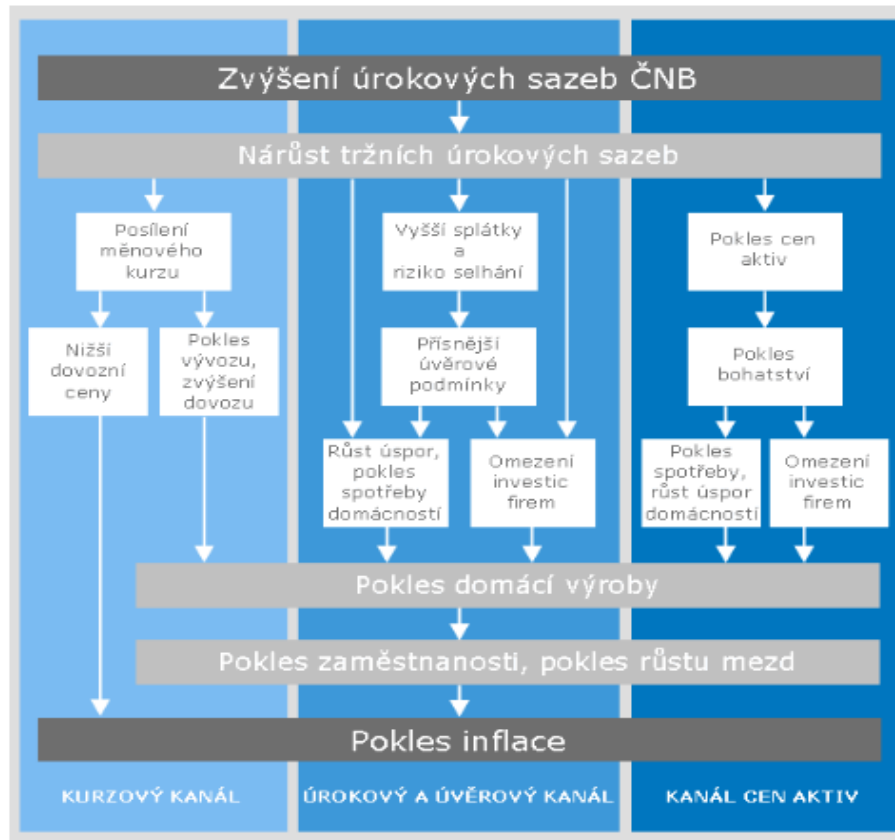 Zvýšení úrokových sazeb ČNB
Nárůst tržních úrokových sazeb
Posílení
měnového
kurzu
Vyšší splátky
a
riziko selhání
Pokles cen
aktiv
Nižší
dovozní
ceny
Pokles
vývozu,
zvýšení
dovozu
Přísnější
úvěrové
podmínky
Pokles
bohatství
Růst úspor,
pokles
spotřeby
domácností
Omezení
investic
firem
Pokles
spotřeby,
růst úspor
domácností
Omezení
investic
firem
Pokles domácí výroby
Pokles zaměstnanosti, pokles růstu mezd
Pokles inflace
KURZOVÝ KANÁL
ÚROKOVÝ A ÚVĚROVÝ KANÁL
KANÁL CEN AKTIV